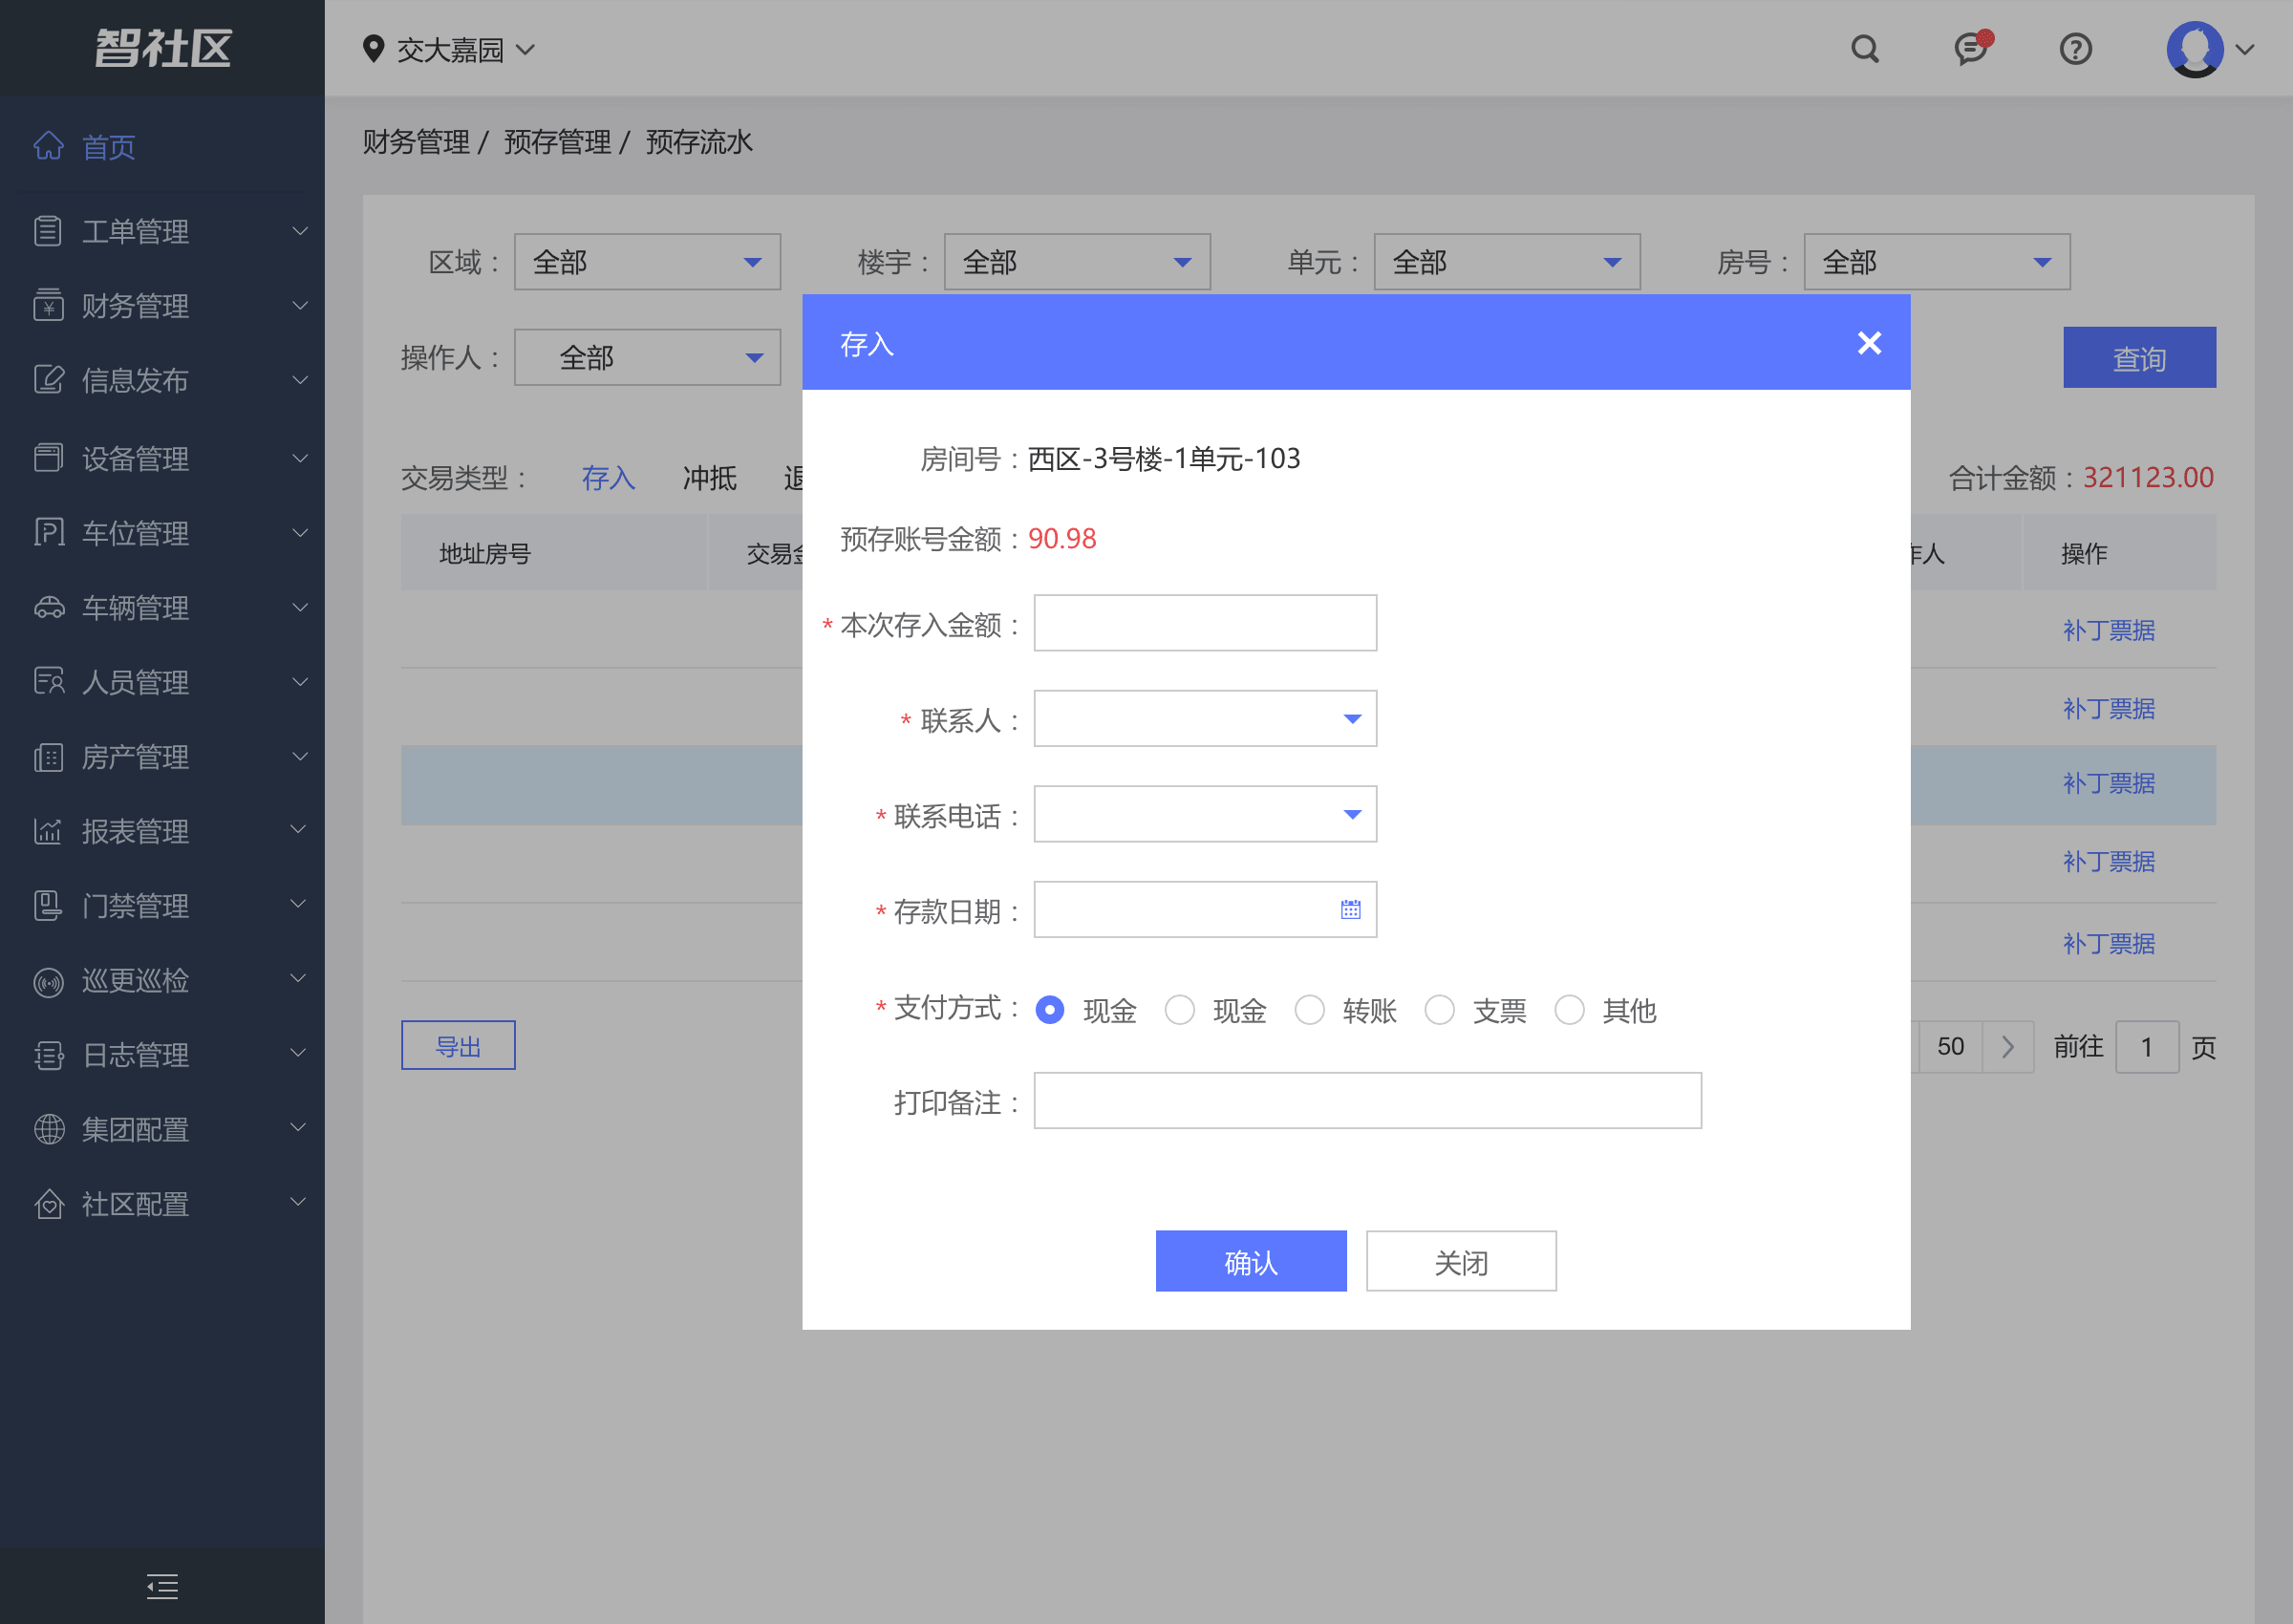 智社区
交大嘉园
首页
工单管理
财务管理
信息发布
设备管理
车位管理
车辆管理
人员管理
房产管理
报表管理
门禁管理
巡更巡检
日志管理
集团配置
社区配置
财务管理 / 预存管理 / 预存流水
区域： 全部 楼宇： 全部 单元： 全部 房号： 全部
操作人： 全部 查询
交易类型： 存入 冲抵 合计金额：321123.00
地址房号 交易 作人 操作
补丁票据
补丁票据
补丁票据
补丁票据
补丁票据
导出 50 前往 1 页
存入
房间号：西区-3号楼-1单元-103
预存账号金额：90.98
* 本次存入金额：
* 联系人：
* 联系电话：
* 存款日期：
* 支付方式： 现金 现金 转账 支票 其他
打印备注：
确认 关闭